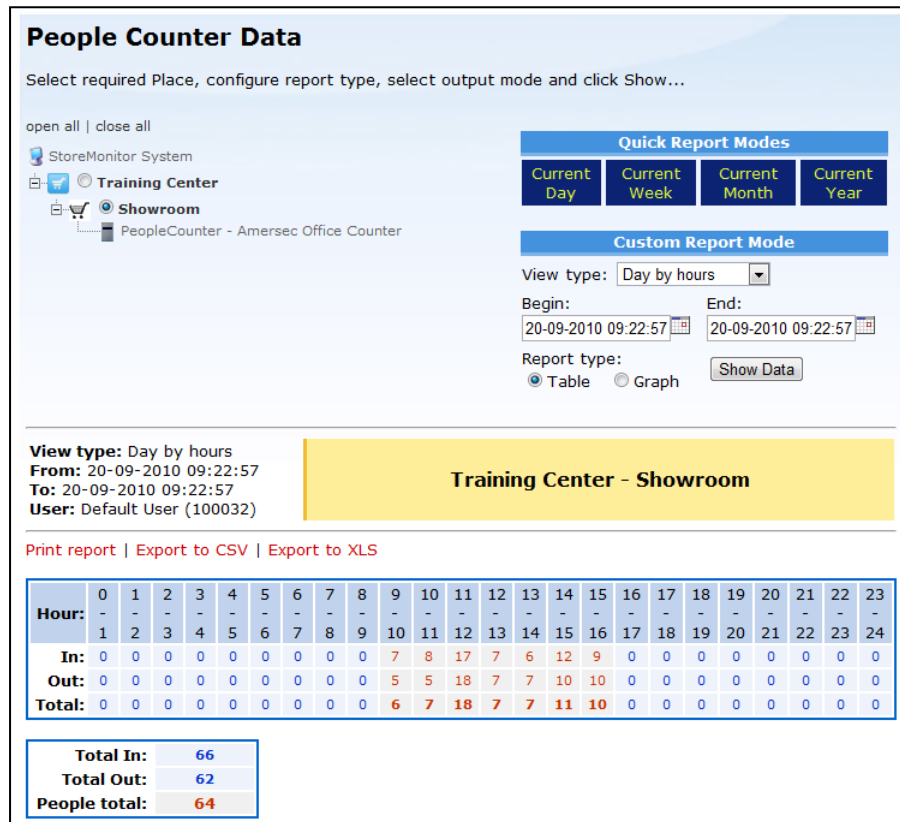 People Counter Data
Select required Place, configure report type, select output mode and click Show...
open all | close all
StoreMonitor System
Training Center
Showroom
PeopleCounter - Amersec Office Counter
Quick Report Modes
Current Day Current Week Current Month Current Year
Custom Report Mode
View type: Day by hours
Begin: End:
20-09-2010 09:22:57 20-09-2010 09:22:57
Report type:
Table Graph Show Data
View type: Day by hours
From: 20-09-2010 09:22:57
To: 20-09-2010 09:22:57
User: Default User (100032)
Training Center - Showroom
Print report | Export to CSV | Export to XLS
Hour: 0 - 1 1 - 2 2 - 3 3 - 4 4 - 5 5 - 6 6 - 7 7 - 8 8 - 9 9 - 10 10 - 11 11 - 12 12 - 13 13 - 14 14 - 15 15 - 16 16 - 17 17 - 18 18 - 19 19 - 20 20 - 21 21 - 22 22 - 23 23 - 24
In: 0 0 0 0 0 0 0 0 0 7 8 17 7 6 12 9 0 0 0 0 0 0 0 0
Out: 0 0 0 0 0 0 0 0 0 5 5 18 7 7 10 10 0 0 0 0 0 0 0 0
Total: 0 0 0 0 0 0 0 0 0 6 7 18 7 7 11 10 0 0 0 0 0 0 0 0
Total In: 66
Total Out: 62
People total: 64